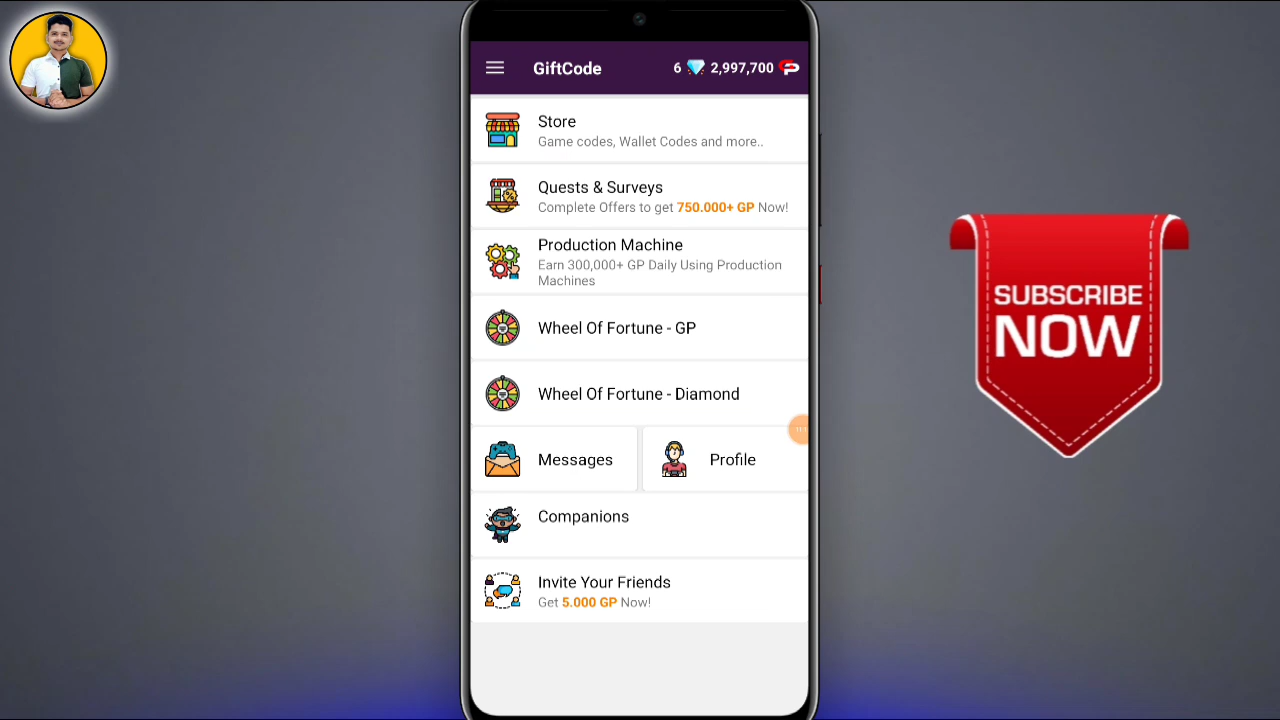 GiftCode
6 2,997,700
Store
Game codes, Wallet Codes and more..
Quests & Surveys
Complete Offers to get 750.000+ GP Now!
Production Machine
Earn 300,000+ GP Daily Using Production
Machines
Wheel Of Fortune - GP
Wheel Of Fortune - Diamond
Messages
Profile
Companions
Invite Your Friends
Get 5.000 GP Now!
SUBSCRIBE
NOW